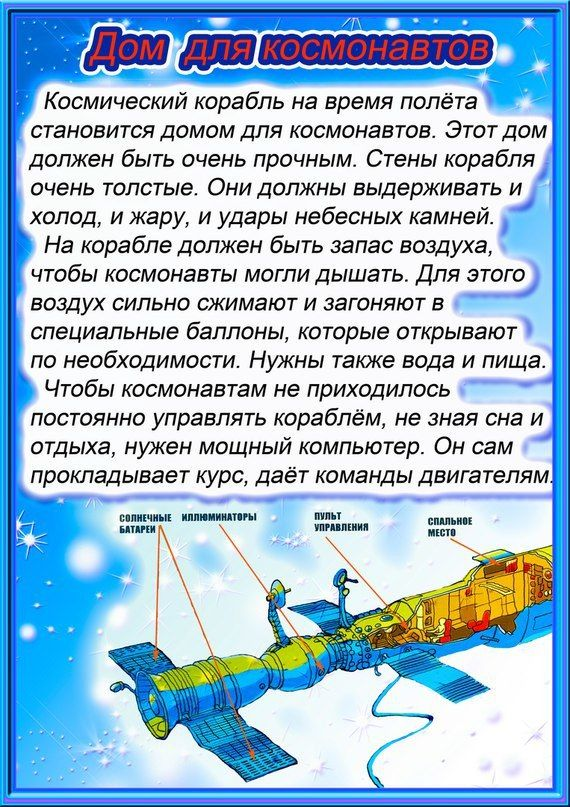 Дом для космонавтов
Космический корабль на время полёта
становится домом для космонавтов. Этот дом
должен быть очень прочным. Стены корабля
очень толстые. Они должны выдерживать и
холод, и жару, и удары небесных камней.
На корабле должен быть запас воздуха,
чтобы космонавты могли дышать. Для этого
воздух сильно сжимают и загоняют в
специальные баллоны, которые открывают
по необходимости. Нужны также вода и пища.
Чтобы космонавтам не приходилось
постоянно управлять кораблём, не зная сна и
отдыха, нужен мощный компьютер. Он сам
прокладывает курс, даёт команды двигателям.
СОЛНЕЧНЫЕ
БАТАРЕИ
ИЛЛЮМИНАТОРЫ
ПУЛЬТ
УПРАВЛЕНИЯ
СПАЛЬНОЕ
МЕСТО